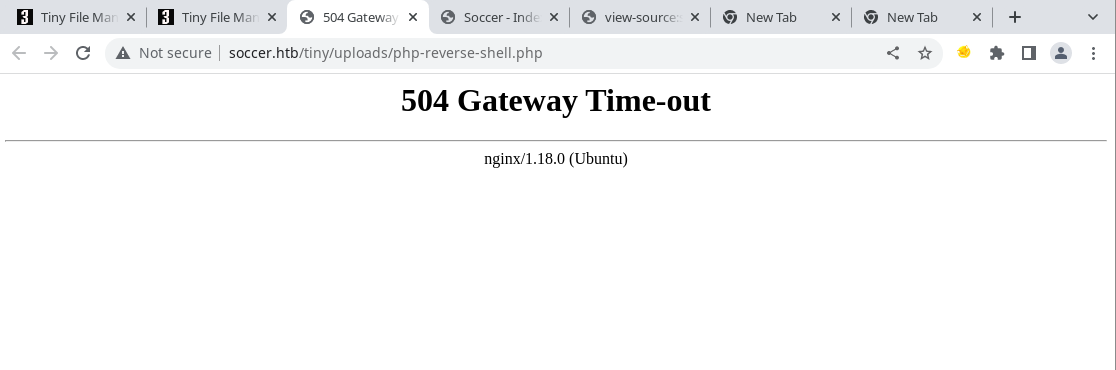 Tiny File Man
Tiny File Man
504 Gateway
Soccer - Inde
view-source:
New Tab
New Tab
Not secure
soccer.htb/tiny/uploads/php-reverse-shell.php
504 Gateway Time-out
nginx/1.18.0 (Ubuntu)